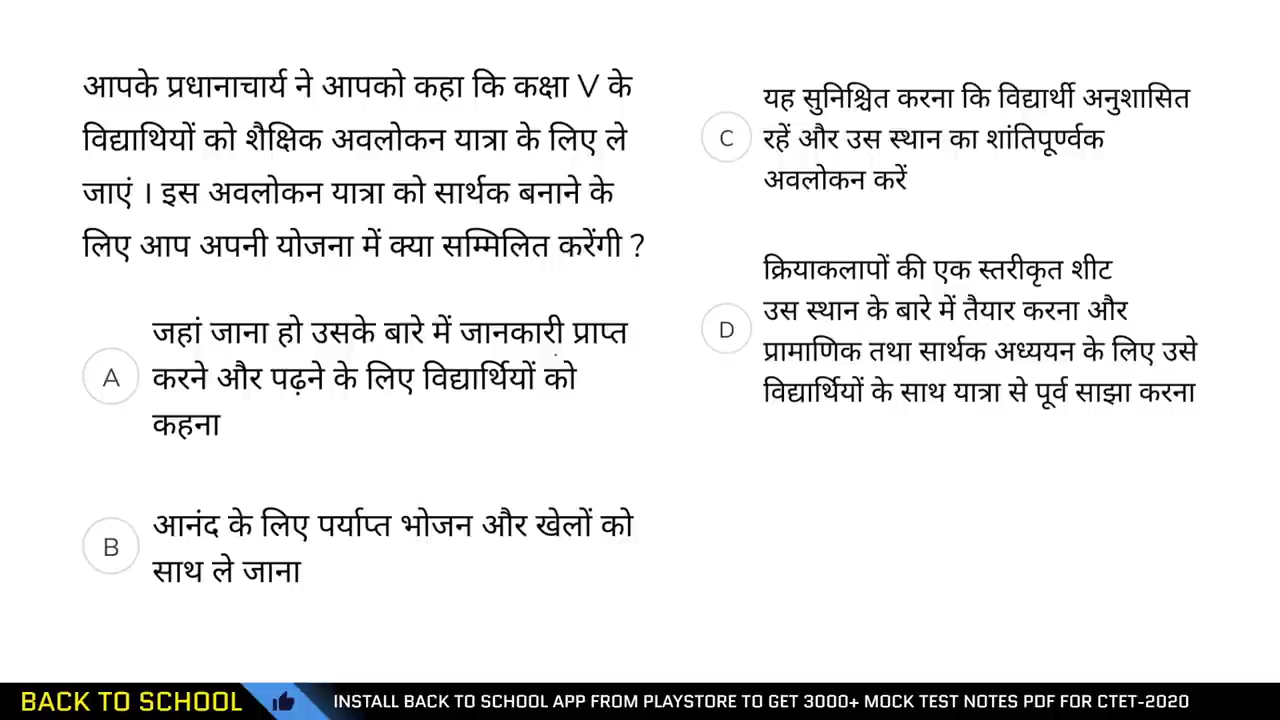 आपके प्रधानाचार्य ने आपको कहा कि कक्षा V के
विद्याथियों को शैक्षिक अवलोकन यात्रा के लिए ले
जाएं । इस अवलोकन यात्रा को सार्थक बनाने के
लिए आप अपनी योजना में क्या सम्मिलित करेंगी ?
A
जहां जाना हो उसके बारे में जानकारी प्राप्त
करने और पढ़ने के लिए विद्यार्थियों को
कहना
B
आनंद के लिए पर्याप्त भोजन और खेलों को
साथ ले जाना
C
यह सुनिश्चित करना कि विद्यार्थी अनुशासित
रहें और उस स्थान का शांतिपूर्ण्वक
अवलोकन करें
D
क्रियाकलापों की एक स्तरीकृत शीट
उस स्थान के बारे में तैयार करना और
प्रामाणिक तथा सार्थक अध्ययन के लिए उसे
विद्यार्थियों के साथ यात्रा से पूर्व साझा करना
BACK TO SCHOOL
INSTALL BACK TO SCHOOL APP FROM PLAYSTORE TO GET 3000+ MOCK TEST NOTES PDF FOR CTET-2020